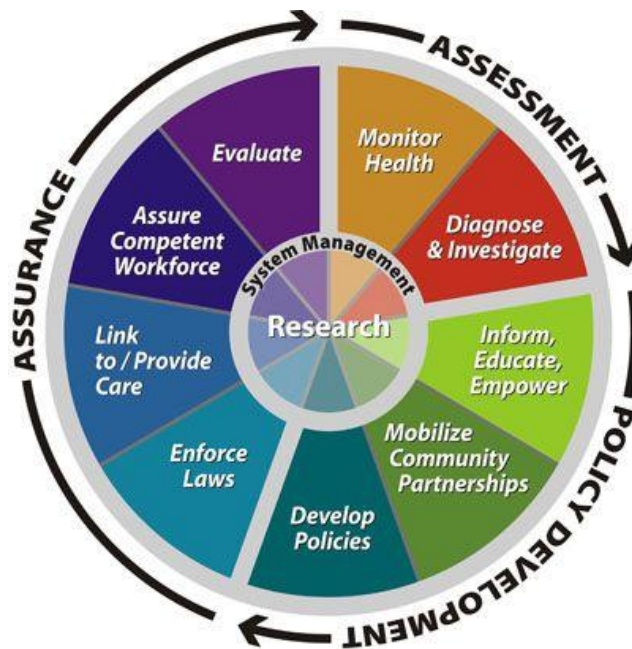 ASSESSMENT
POLICY DEVELOPMENT
ASSURANCE
Monitor
Health
Diagnose
& Investigate
Inform,
Educate,
Empower
Mobilize
Community
Partnerships
Develop
Policies
Enforce
Laws
Link
to / Provide
Care
Assure
Competent
Workforce
Evaluate
System Management
Research